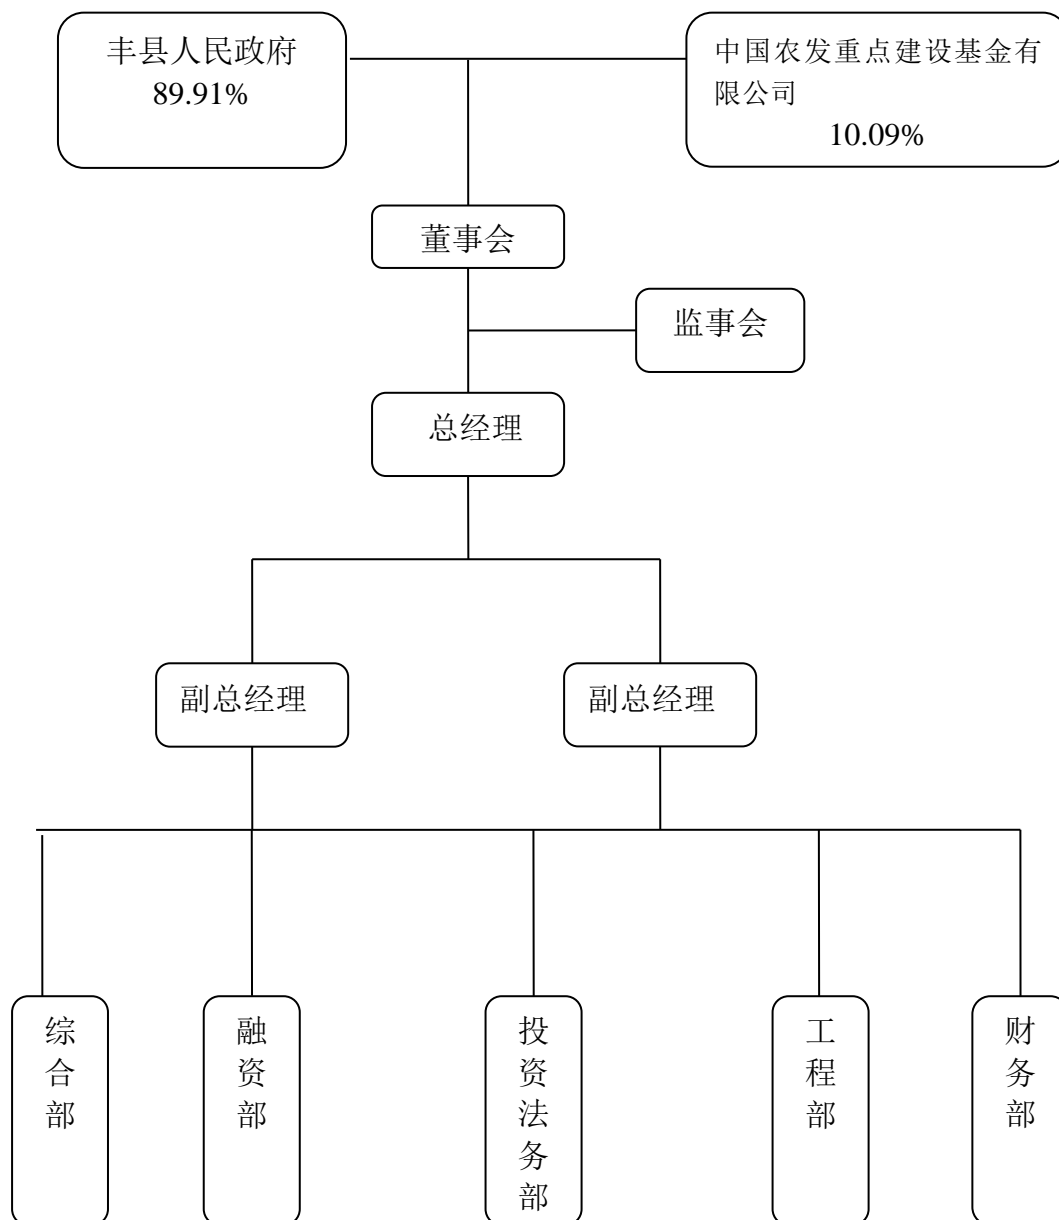 丰县人民政府
89.91%
中国农发重点建设基金有
限公司
10.09%
董事会
监事会
总经理
副总经理
副总经理
综合部
融资部
投资法务部
工程部
财务部